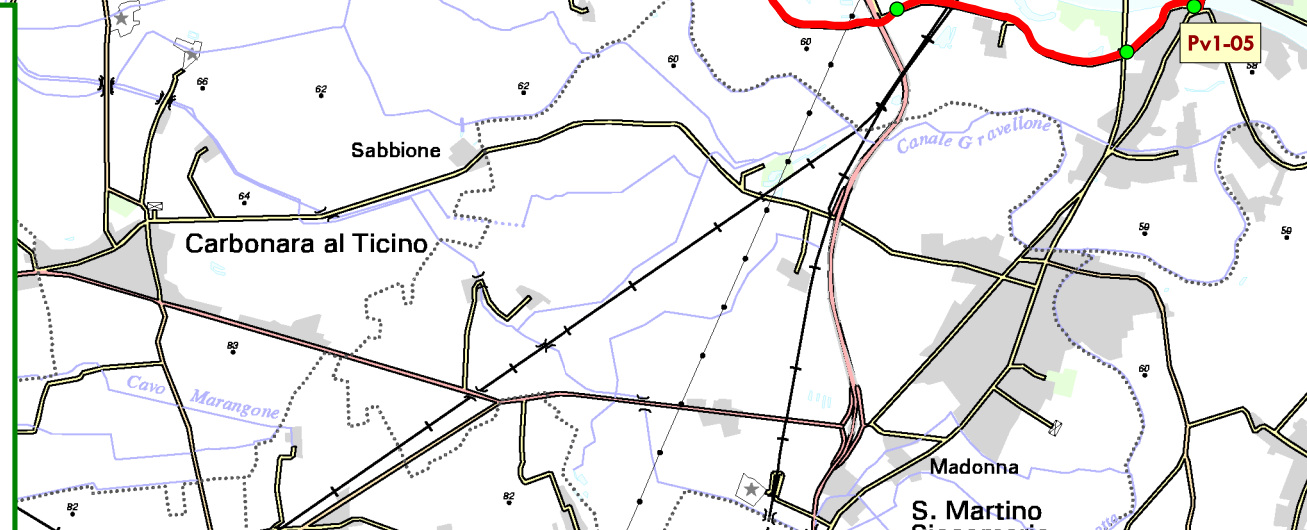 60
Pv1-05
58
60
66
62
62
Canale Gravellone
Sabbione
64
59
59
Carbonara al Ticino
83
60
Cavo Marangone
Madonna
82
82
S. Martino